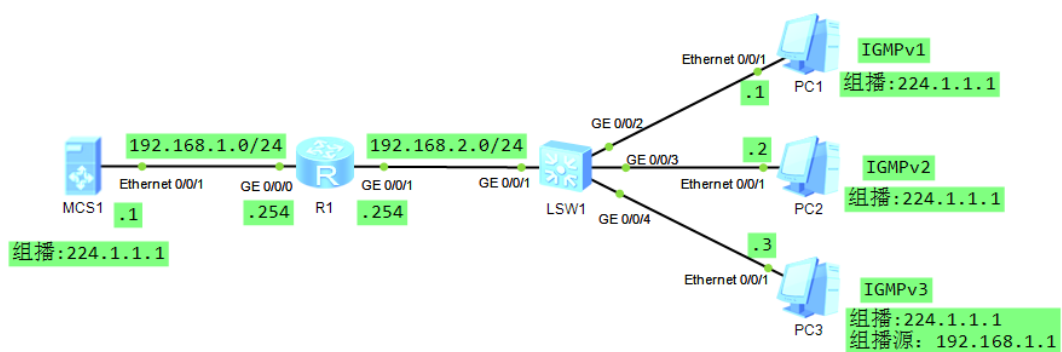 MCS1
Ethernet 0/0/1
.1
组播:224.1.1.1
192.168.1.0/24
GE 0/0/0
.254
R
R1
192.168.2.0/24
GE 0/0/1
.254
GE 0/0/1
LSW1
GE 0/0/2
GE 0/0/3
GE 0/0/4
Ethernet 0/0/1
.1
PC1
IGMPv1
组播:224.1.1.1
.2
Ethernet 0/0/1
PC2
IGMPv2
组播:224.1.1.1
.3
Ethernet 0/0/1
PC3
IGMPv3
组播:224.1.1.1
组播源：192.168.1.1